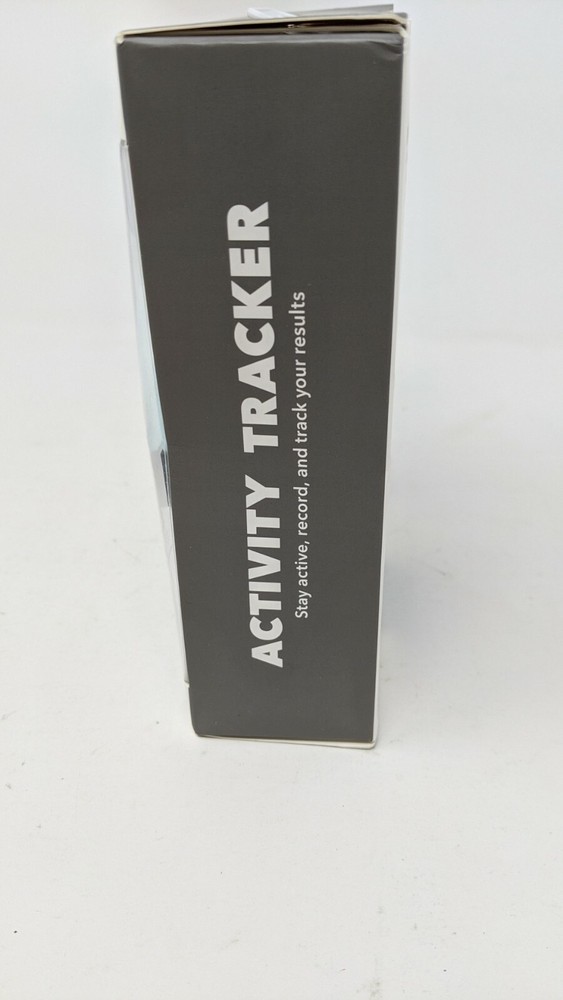 ACTIVITY TRACKER
Stay active, record, and track your results